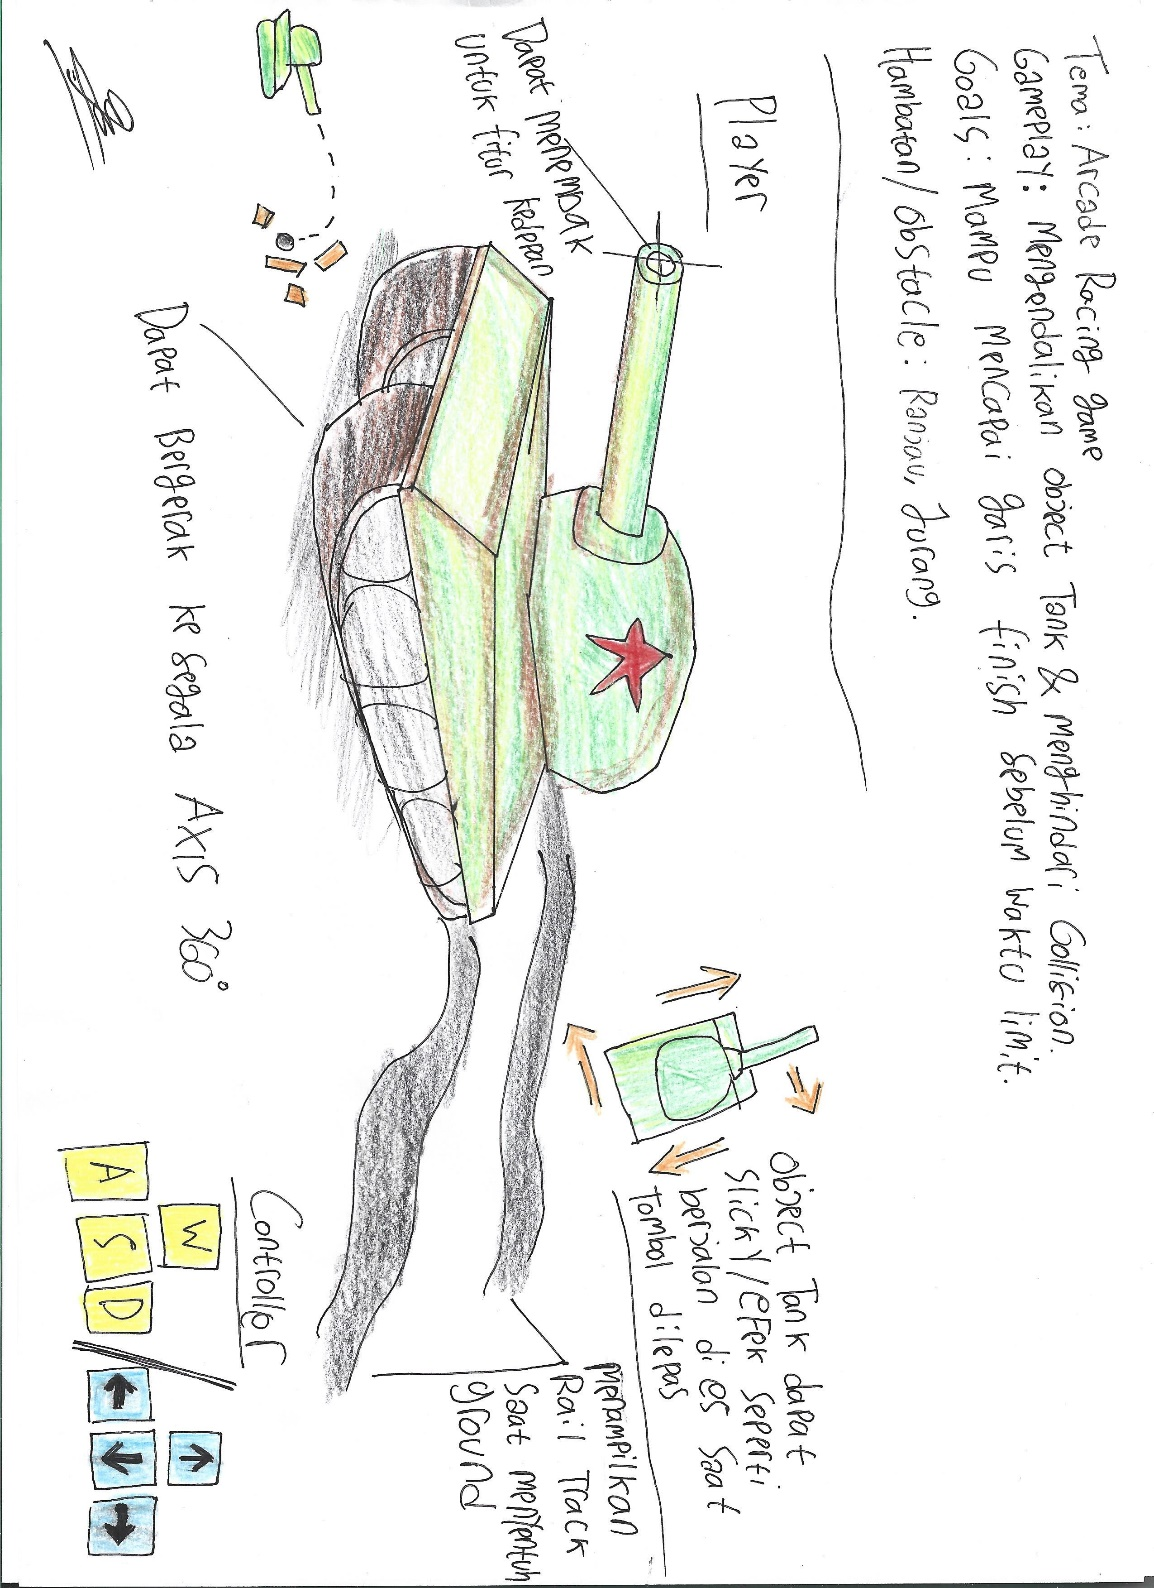 Tema: Arcade Racing game
Gameplay: Mengendalikan object Tank & menghindari Collision.
Goals: Mampu mencapai garis finish sebelum waktu limit.
Hambatan/obstacle: Ranjau, Jurang.
Player
Dapat menembak
untuk fitur kedepan
Object Tank dapat
slicky/efek seperti
berjalan di es saat
tombol dilepas
Menampilkan
Rail Track
saat menyentuh
ground
Dapat Bergerak ke segala AXIS 360°
Controller
W
A S D